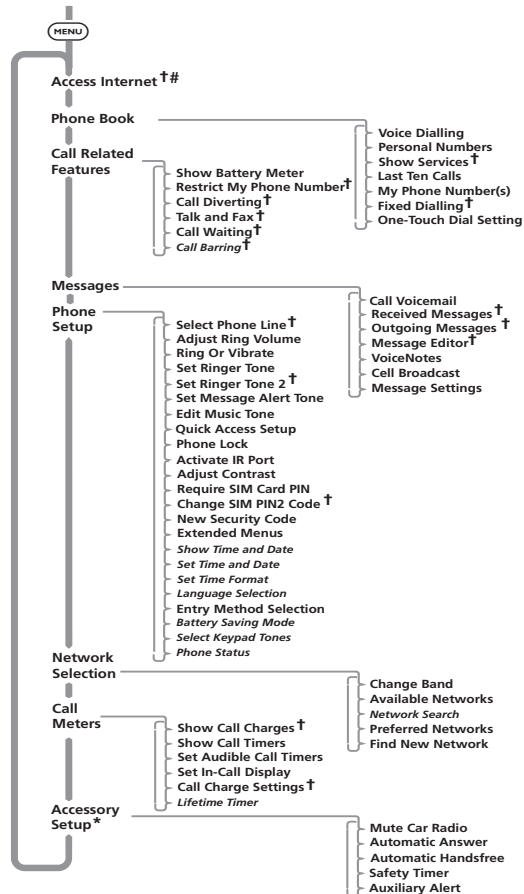 MENU
Access Internet†#
Phone Book
Voice Dialling
Personal Numbers
Show Services†
Last Ten Calls
My Phone Number(s)
Fixed Dialling†
One-Touch Dial Setting
Call Related
Features
Show Battery Meter
Restrict My Phone Number†
Call Diverting†
Talk and Fax†
Call Waiting†
Call Barring†
Messages
Call Voicemail
Received Messages†
Outgoing Messages †
Message Editor†
VoiceNotes
Cell Broadcast
Message Settings
Phone
Setup
Select Phone Line†
Adjust Ring Volume
Ring Or Vibrate
Set Ringer Tone
Set Ringer Tone 2 †
Set Message Alert Tone
Edit Music Tone
Quick Access Setup
Phone Lock
Activate IR Port
Adjust Contrast
Require SIM Card PIN
Change SIM PIN2 Code †
New Security Code
Extended Menus
Show Time and Date
Set Time and Date
Set Time Format
Language Selection
Entry Method Selection
Battery Saving Mode
Select Keypad Tones
Phone Status
Network
Selection
Change Band
Available Networks
Network Search
Preferred Networks
Find New Network
Call
Meters
Show Call Charges†
Show Call Timers
Set Audible Call Timers
Set In-Call Display
Call Charge Settings†
Lifetime Timer
Accessory
Setup*
Mute Car Radio
Automatic Answer
Automatic Handsfree
Safety Timer
Auxiliary Alert